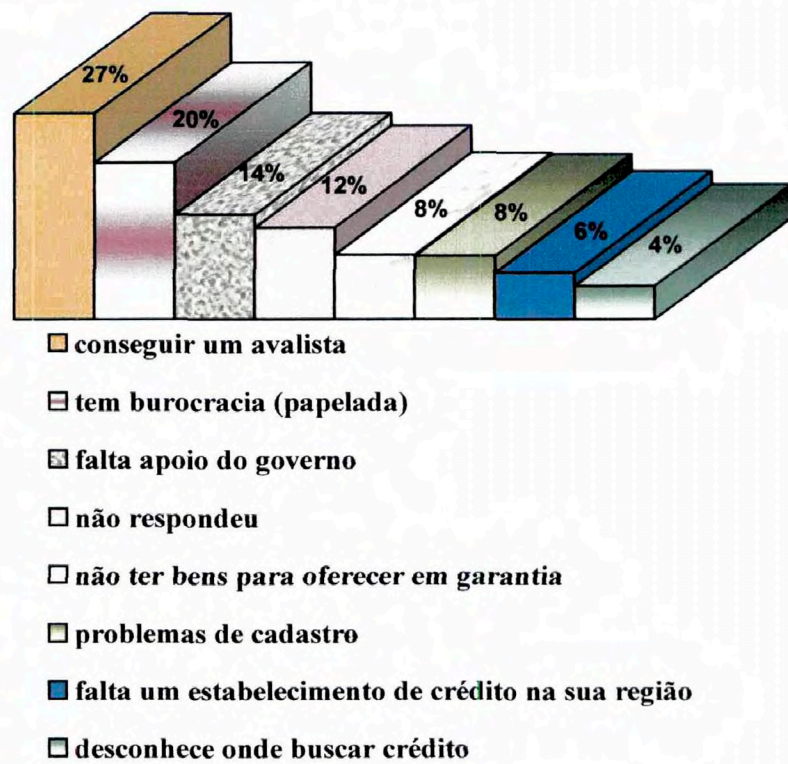 27%
20%
14%
12%
8%
8%
6%
4%
conseguir um avalista
tem burocracia (papelada)
falta apoio do governo
não respondeu
não ter bens para oferecer em garantia
problemas de cadastro
falta um estabelecimento de crédito na sua região
desconhece onde buscar crédito